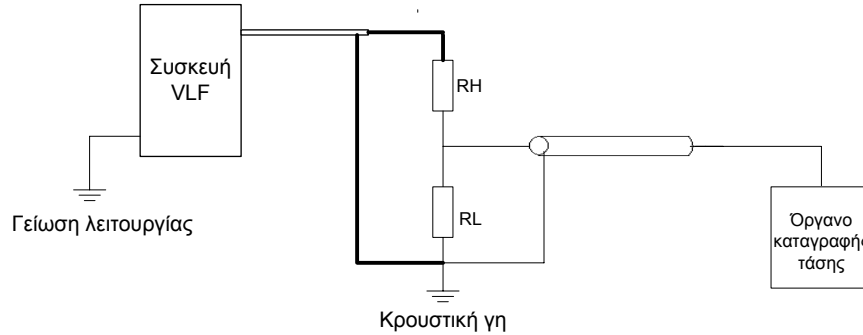 Συσκευή
VLF
RH
RL
Γείωση λειτουργίας
Όργανο
καταγραφής
τάσης
Κρουστική γη